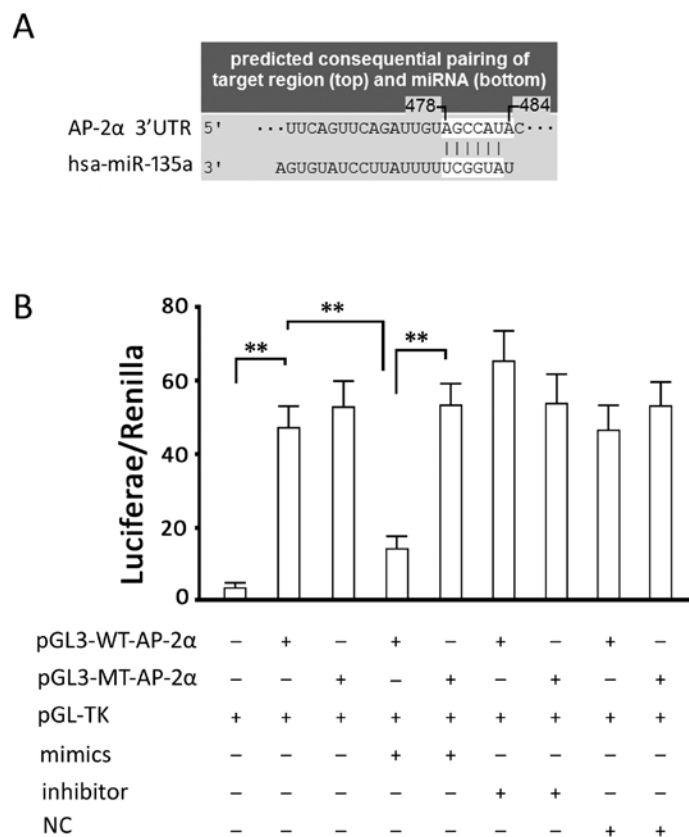 A
predicted consequential pairing of
target region (top) and miRNA (bottom)
478 484
AP-2α 3'UTR 5' ···UUCAGUUCAGAUUGUAGCCAUAC···
hsa-miR-135a 3' AGUGUAUCCUUAUUUUUCGGUAU
B
Luciferae/Renilla
80
60
40
20
0
** ** **
pGL3-WT-AP-2α – + – + – + – + –
pGL3-MT-AP-2α – – + – + – + – +
pGL-TK + + + + + + + + +
mimics – – – + + – – – –
inhibitor – – – – – + + – –
NC – – – – – – – + +